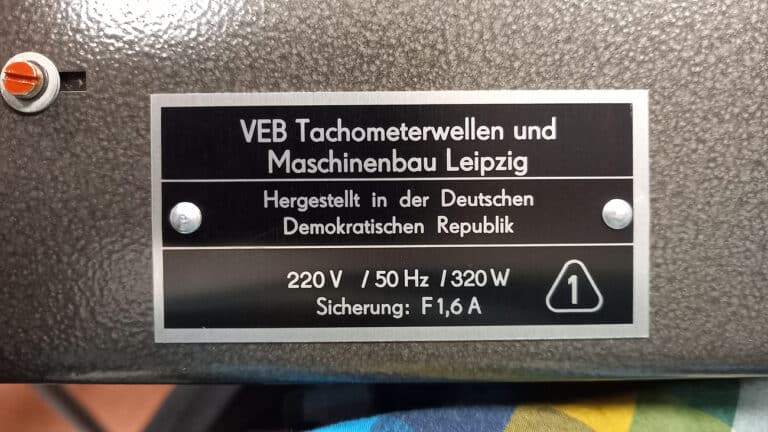 VEB Tachometerwellen und
Maschinenbau Leipzig
Hergestellt in der Deutschen
Demokratischen Republik
220 V / 50 Hz / 320 W
Sicherung: F 1,6 A
1